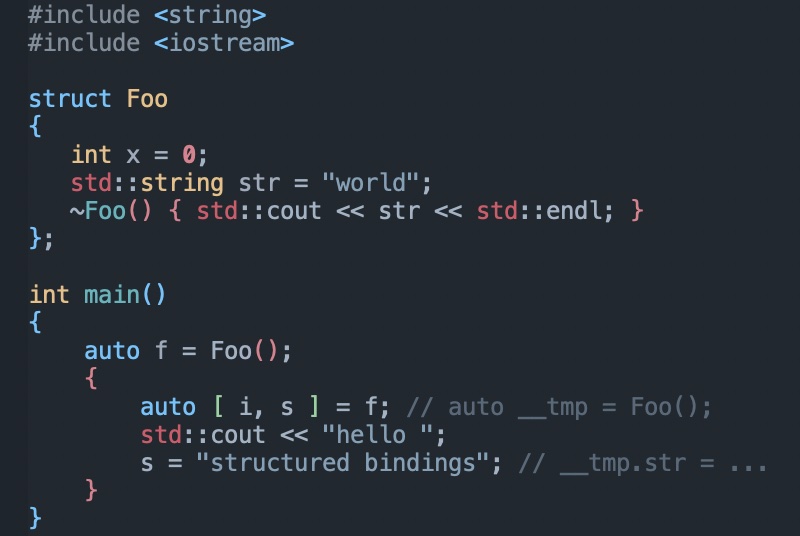 #include <string>
#include <iostream>

struct Foo
{
   int x = 0;
   std::string str = "world";
   ~Foo() { std::cout << str << std::endl; }
};

int main()
{
    auto f = Foo();
    {
        auto [ i, s ] = f; // auto __tmp = Foo();
        std::cout << "hello ";
        s = "structured bindings"; // __tmp.str = ...
    }
}